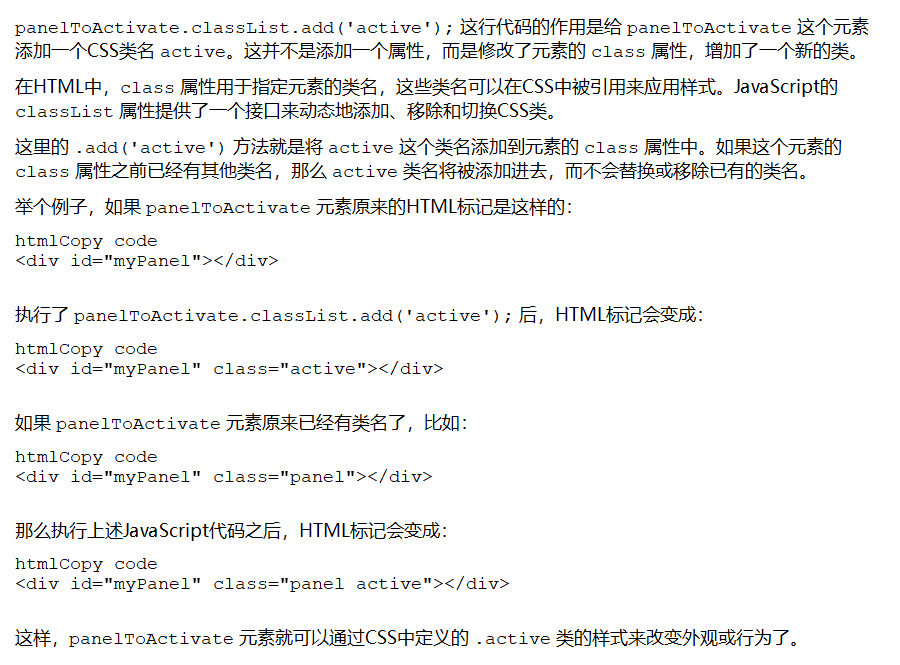 panelToActivate.classList.add('active'); 这行代码的作用是给 panelToActivate 这个元素
添加一个CSS类名 active。这并不是添加一个属性，而是修改了元素的 class 属性，增加了一个新的类。
在HTML中，class 属性用于指定元素的类名，这些类名可以在CSS中被引用来应用样式。JavaScript的
classList 属性提供了一个接口来动态地添加、移除和切换CSS类。
这里的 .add('active') 方法就是将 active 这个类名添加到元素的 class 属性中。如果这个元素的
class 属性之前已经有其他类名，那么 active 类名将被添加进去，而不会替换或移除已有的类名。
举个例子，如果 panelToActivate 元素原来的HTML标记是这样的：
htmlCopy code
<div id="myPanel"></div>
执行了 panelToActivate.classList.add('active'); 后，HTML标记会变成：
htmlCopy code
<div id="myPanel" class="active"></div>
如果 panelToActivate 元素原来已经有类名了，比如：
htmlCopy code
<div id="myPanel" class="panel"></div>
那么执行上述JavaScript代码之后，HTML标记会变成：
htmlCopy code
<div id="myPanel" class="panel active"></div>
这样，panelToActivate 元素就可以通过CSS中定义的 .active 类的样式来改变外观或行为了。